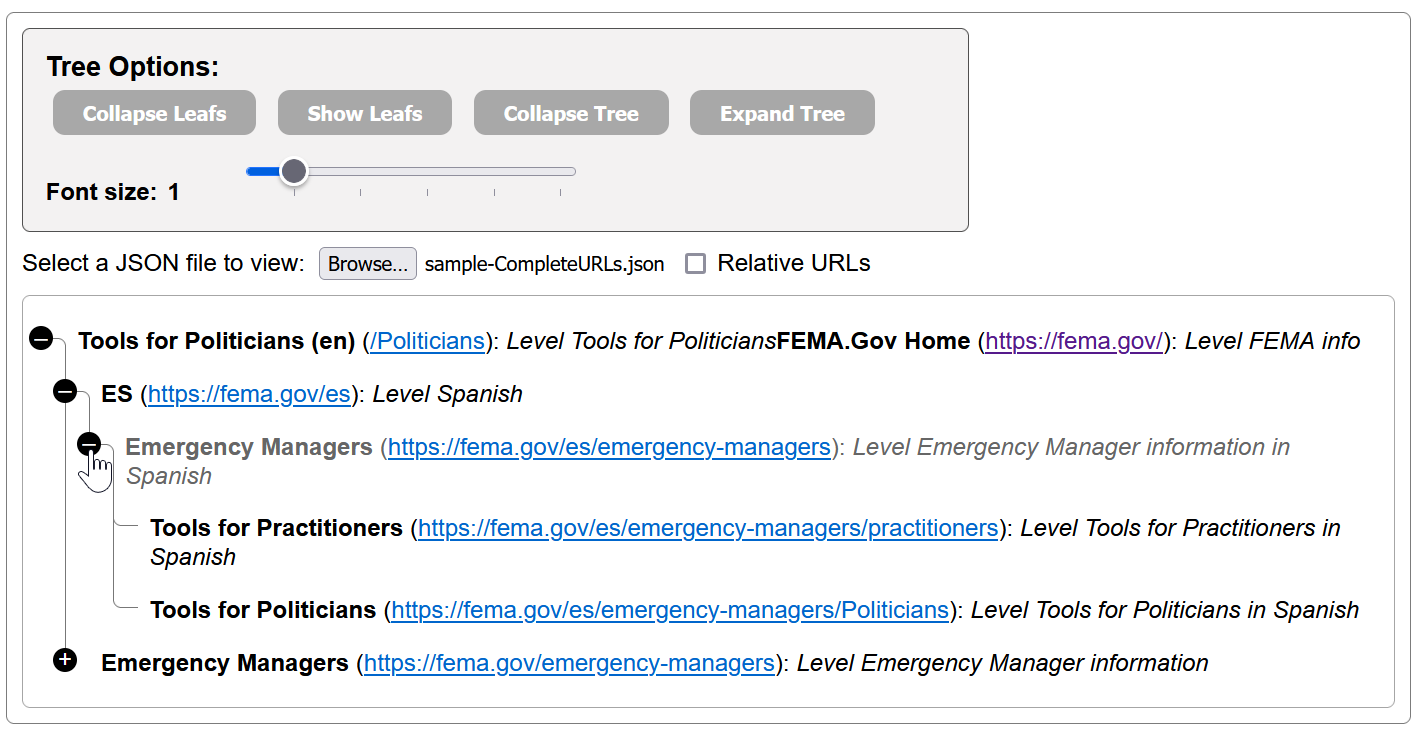 Tree Options:
Collapse Leafs Show Leafs Collapse Tree Expand Tree
Font size: 1
Select a JSON file to view: Browse... sample-CompleteURLs.json Relative URLs
Tools for Politicians (en) (/Politicians): Level Tools for PoliticiansFEMA.Gov Home (https://fema.gov/): Level FEMA info
ES (https://fema.gov/es): Level Spanish
Emergency Managers (https://fema.gov/es/emergency-managers): Level Emergency Manager information in
Spanish
Tools for Practitioners (https://fema.gov/es/emergency-managers/practitioners): Level Tools for Practitioners in
Spanish
Tools for Politicians (https://fema.gov/es/emergency-managers/Politicians): Level Tools for Politicians in Spanish
Emergency Managers (https://fema.gov/emergency-managers): Level Emergency Manager information